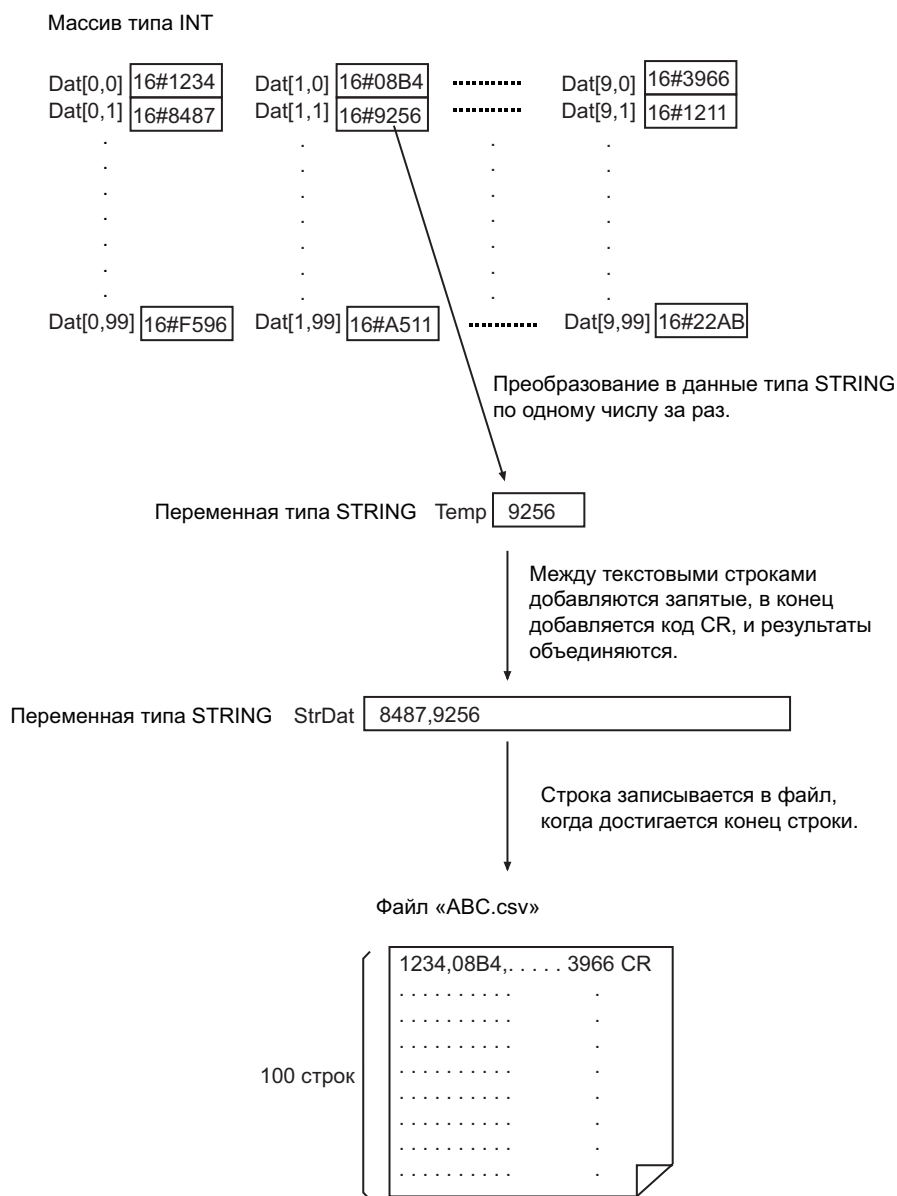 Массив типа INT
Dat[0,0] 16#1234 Dat[1,0] 16#08B4 ............ Dat[9,0] 16#3966
Dat[0,1] 16#8487 Dat[1,1] 16#9256 ............ Dat[9,1] 16#1211
Dat[0,99] 16#F596 Dat[1,99] 16#A511 ............ Dat[9,99] 16#22AB
Преобразование в данные типа STRING
по одному числу за раз.
Переменная типа STRING Temp 9256
Между текстовыми строками
добавляются запятые, в конец
добавляется код CR, и результаты
объединяются.
Переменная типа STRING StrDat 8487,9256
Строка записывается в файл,
когда достигается конец строки.
Файл «ABC.csv»
1234,08B4,. . . . . 3966 CR
100 строк